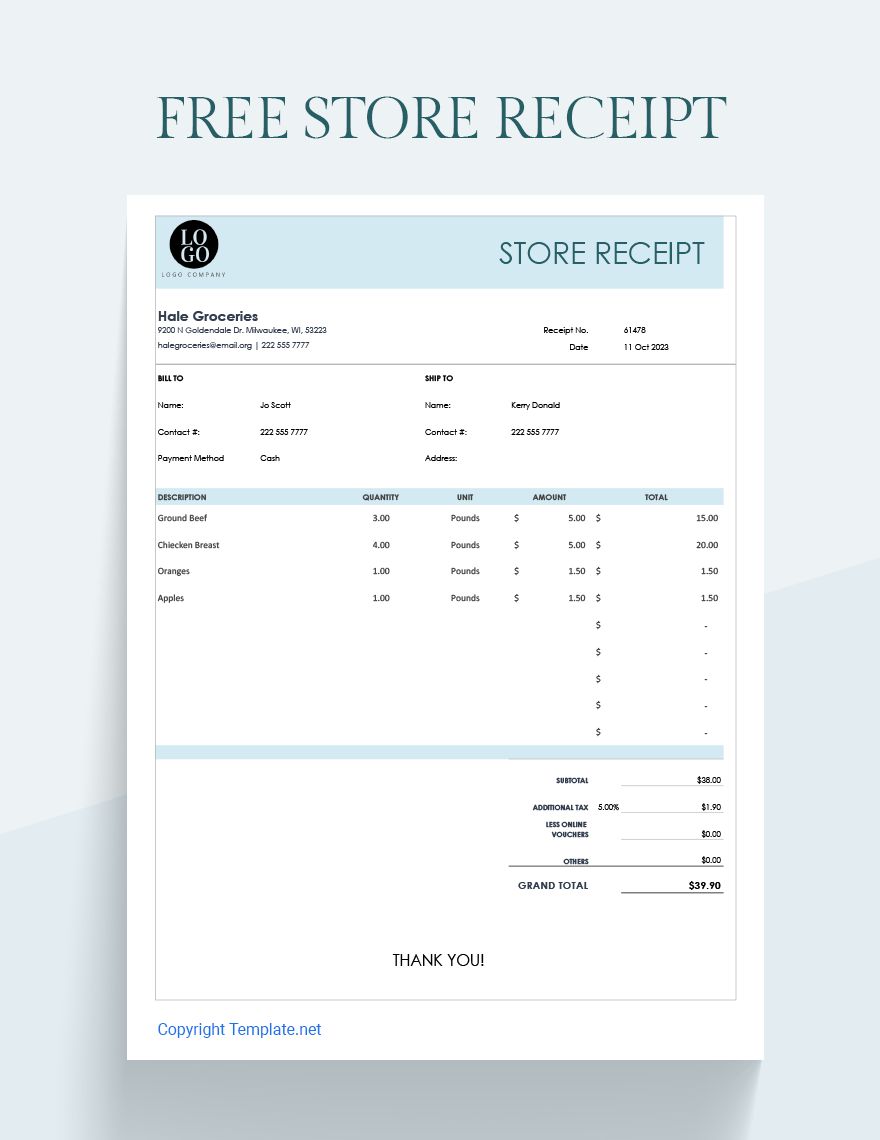 FREE STORE RECEIPT
LO
GO
LOGO COMPANY
STORE RECEIPT
Hale Groceries
9200 N Goldendale Dr. Milwaukee, WI, 53223
halegroceries@email.org | 222 555 7777
Receipt No. 61478
Date 11 Oct 2023
BILL TO SHIP TO
Name: Jo Scott Name: Kerry Donald
Contact #: 222 555 7777 Contact #: 222 555 7777
Payment Method Cash Address:
DESCRIPTION QUANTITY UNIT AMOUNT TOTAL
Ground Beef 3.00 Pounds $ 5.00 $ 15.00
Chiecken Breast 4.00 Pounds $ 5.00 $ 20.00
Oranges 1.00 Pounds $ 1.50 $ 1.50
Apples 1.00 Pounds $ 1.50 $ 1.50
$ -
$ -
$ -
$ -
$ -
SUBTOTAL $38.00
ADDITIONAL TAX 5.00% $1.90
LESS ONLINE
VOUCHERS $0.00
OTHERS $0.00
GRAND TOTAL $39.90
THANK YOU!
Copyright Template.net